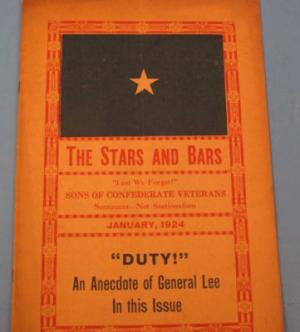 THE STARS AND BARS
"Lest We Forget"
SONS OF CONFEDERATE VETERANS
Sentiment—Not Sectionalism
JANUARY, 1924
"DUTY!"
An Anecdote of General Lee
In this Issue